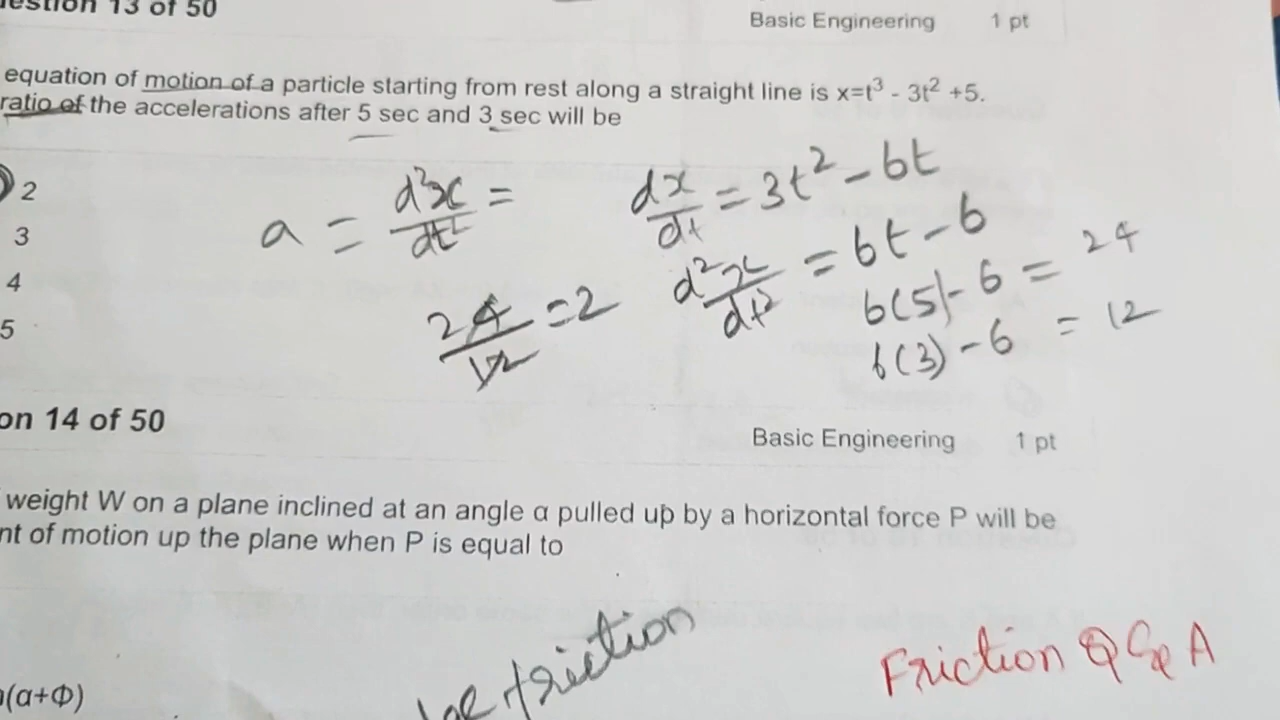 estion 13 of 50
Basic Engineering 1 pt
equation of motion of a particle starting from rest along a straight line is x=t³ - 3t² +5.
ratio of the accelerations after 5 sec and 3 sec will be
2
3
4
5
a = d²x/dt² =
dx/dt = 3t² - 6t
d²x/dt² = 6t - 6
6(5) - 6 = 24
6(3) - 6 = 12
24/12 = 2
on 14 of 50
Basic Engineering 1 pt
weight W on a plane inclined at an angle α pulled up by a horizontal force P will be
nt of motion up the plane when P is equal to
friction
Friction Q & A
(α+Φ)